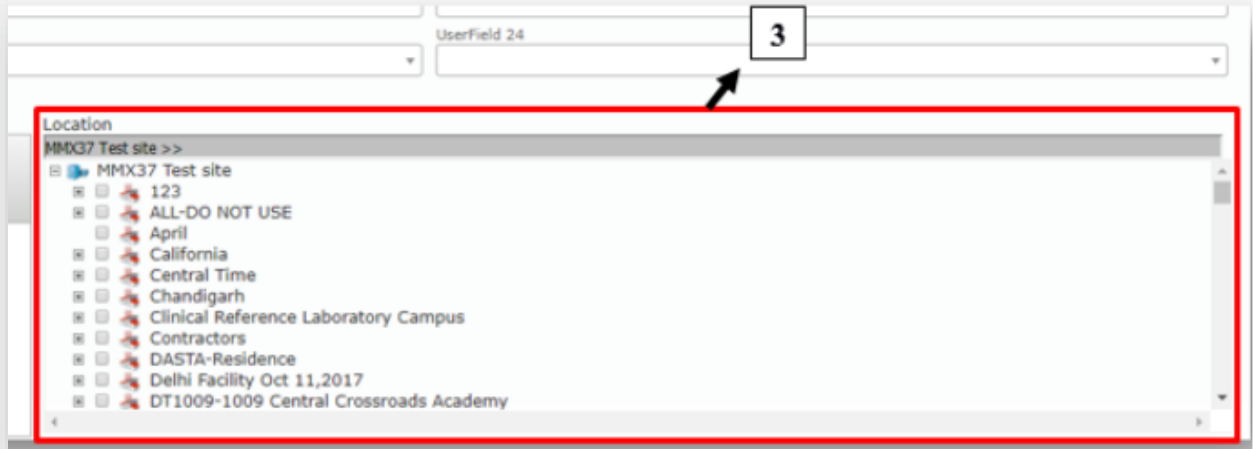 UserField 24
3
Location
MMX37 Test site >>
MMX37 Test site
123
ALL-DO NOT USE
April
California
Central Time
Chandigarh
Clinical Reference Laboratory Campus
Contractors
DASTA-Residence
Delhi Facility Oct 11,2017
DT1009-1009 Central Crossroads Academy